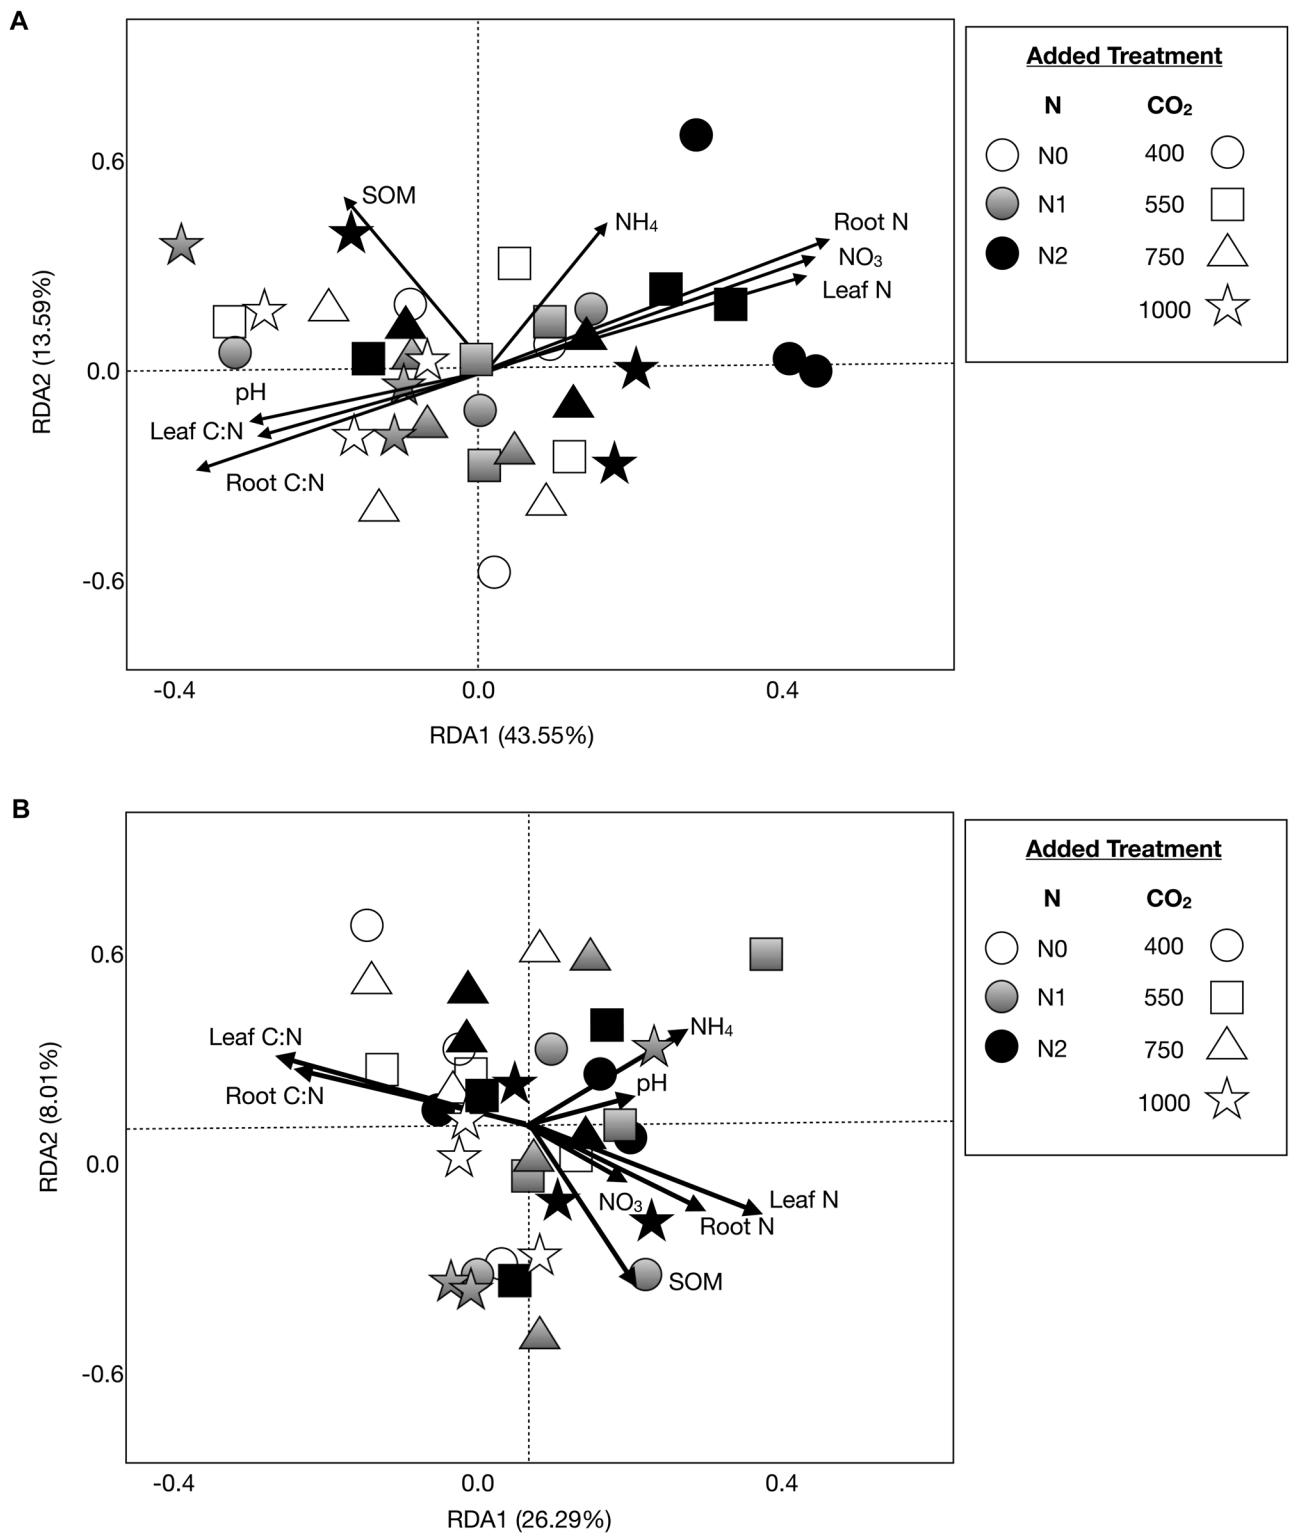 A
Added Treatment
N CO₂
N0 400
N1 550
N2 750
1000
0.6
0.0
-0.6
RDA2 (13.59%)
SOM
NH₄
Root N
NO₃
Leaf N
pH
Leaf C:N
Root C:N
-0.4 0.0 0.4
RDA1 (43.55%)
B
Added Treatment
N CO₂
N0 400
N1 550
N2 750
1000
0.6
0.0
-0.6
RDA2 (8.01%)
Leaf C:N
Root C:N
NH₄
pH
NO₃
Leaf N
Root N
SOM
-0.4 0.0 0.4
RDA1 (26.29%)